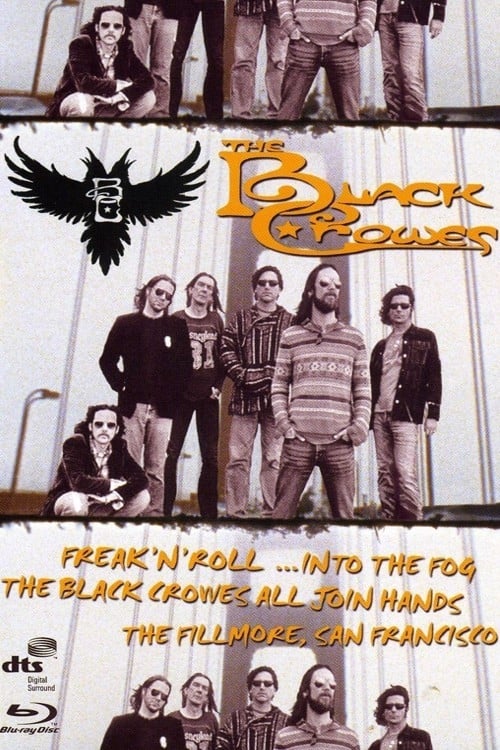 THE
BLACK
CROWES
FREAK'N'ROLL ...INTO THE FOG
THE BLACK CROWES ALL JOIN HANDS
THE FILLMORE, SAN FRANCISCO
dts
Digital
Surround
Blu-ray Disc